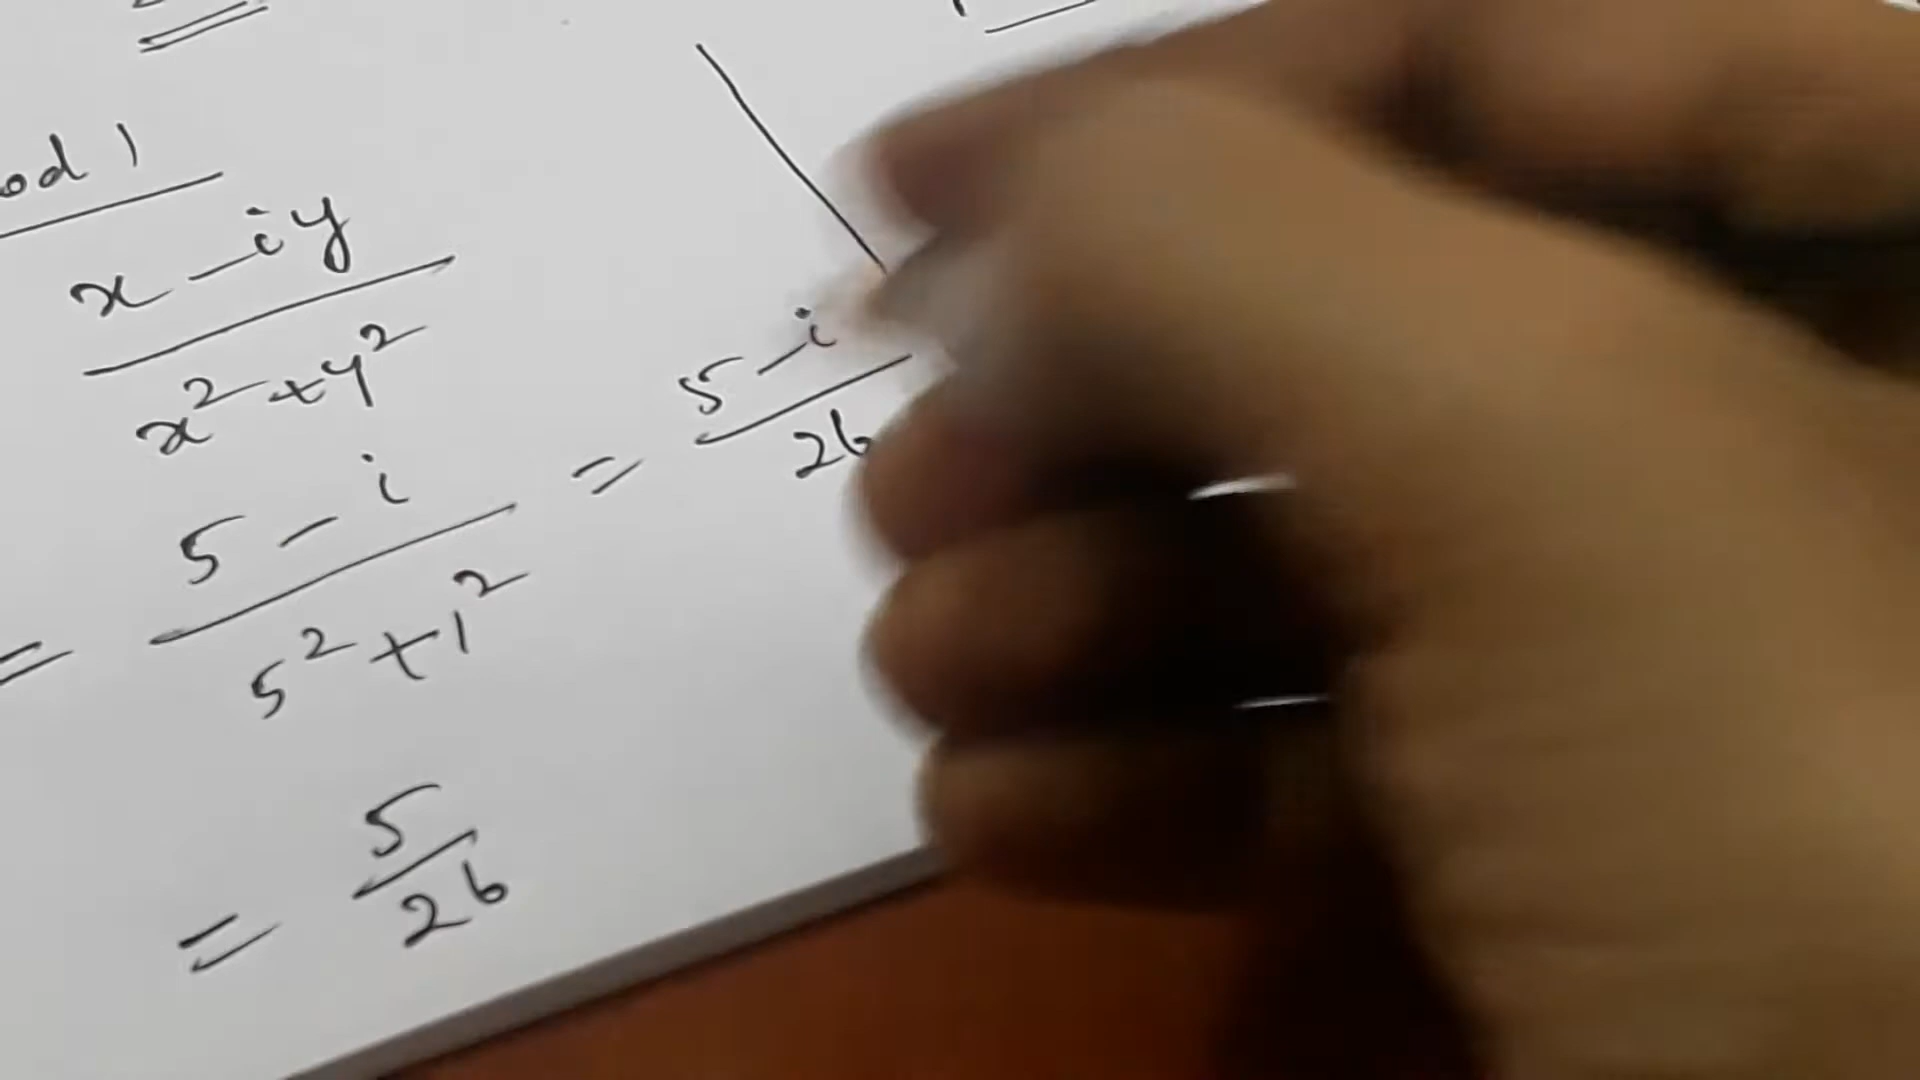 od 1
x - iy
x² + y²
= 5 - i / 5² + 1² = 5 - i / 26
= 5 / 26